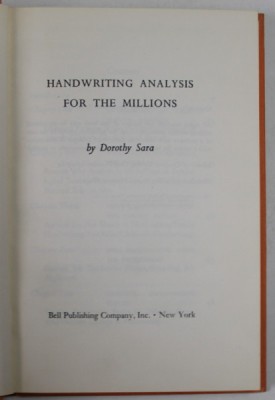 HANDWRITING ANALYSIS
FOR THE MILLIONS
by Dorothy Sara
Bell Publishing Company, Inc. • New York